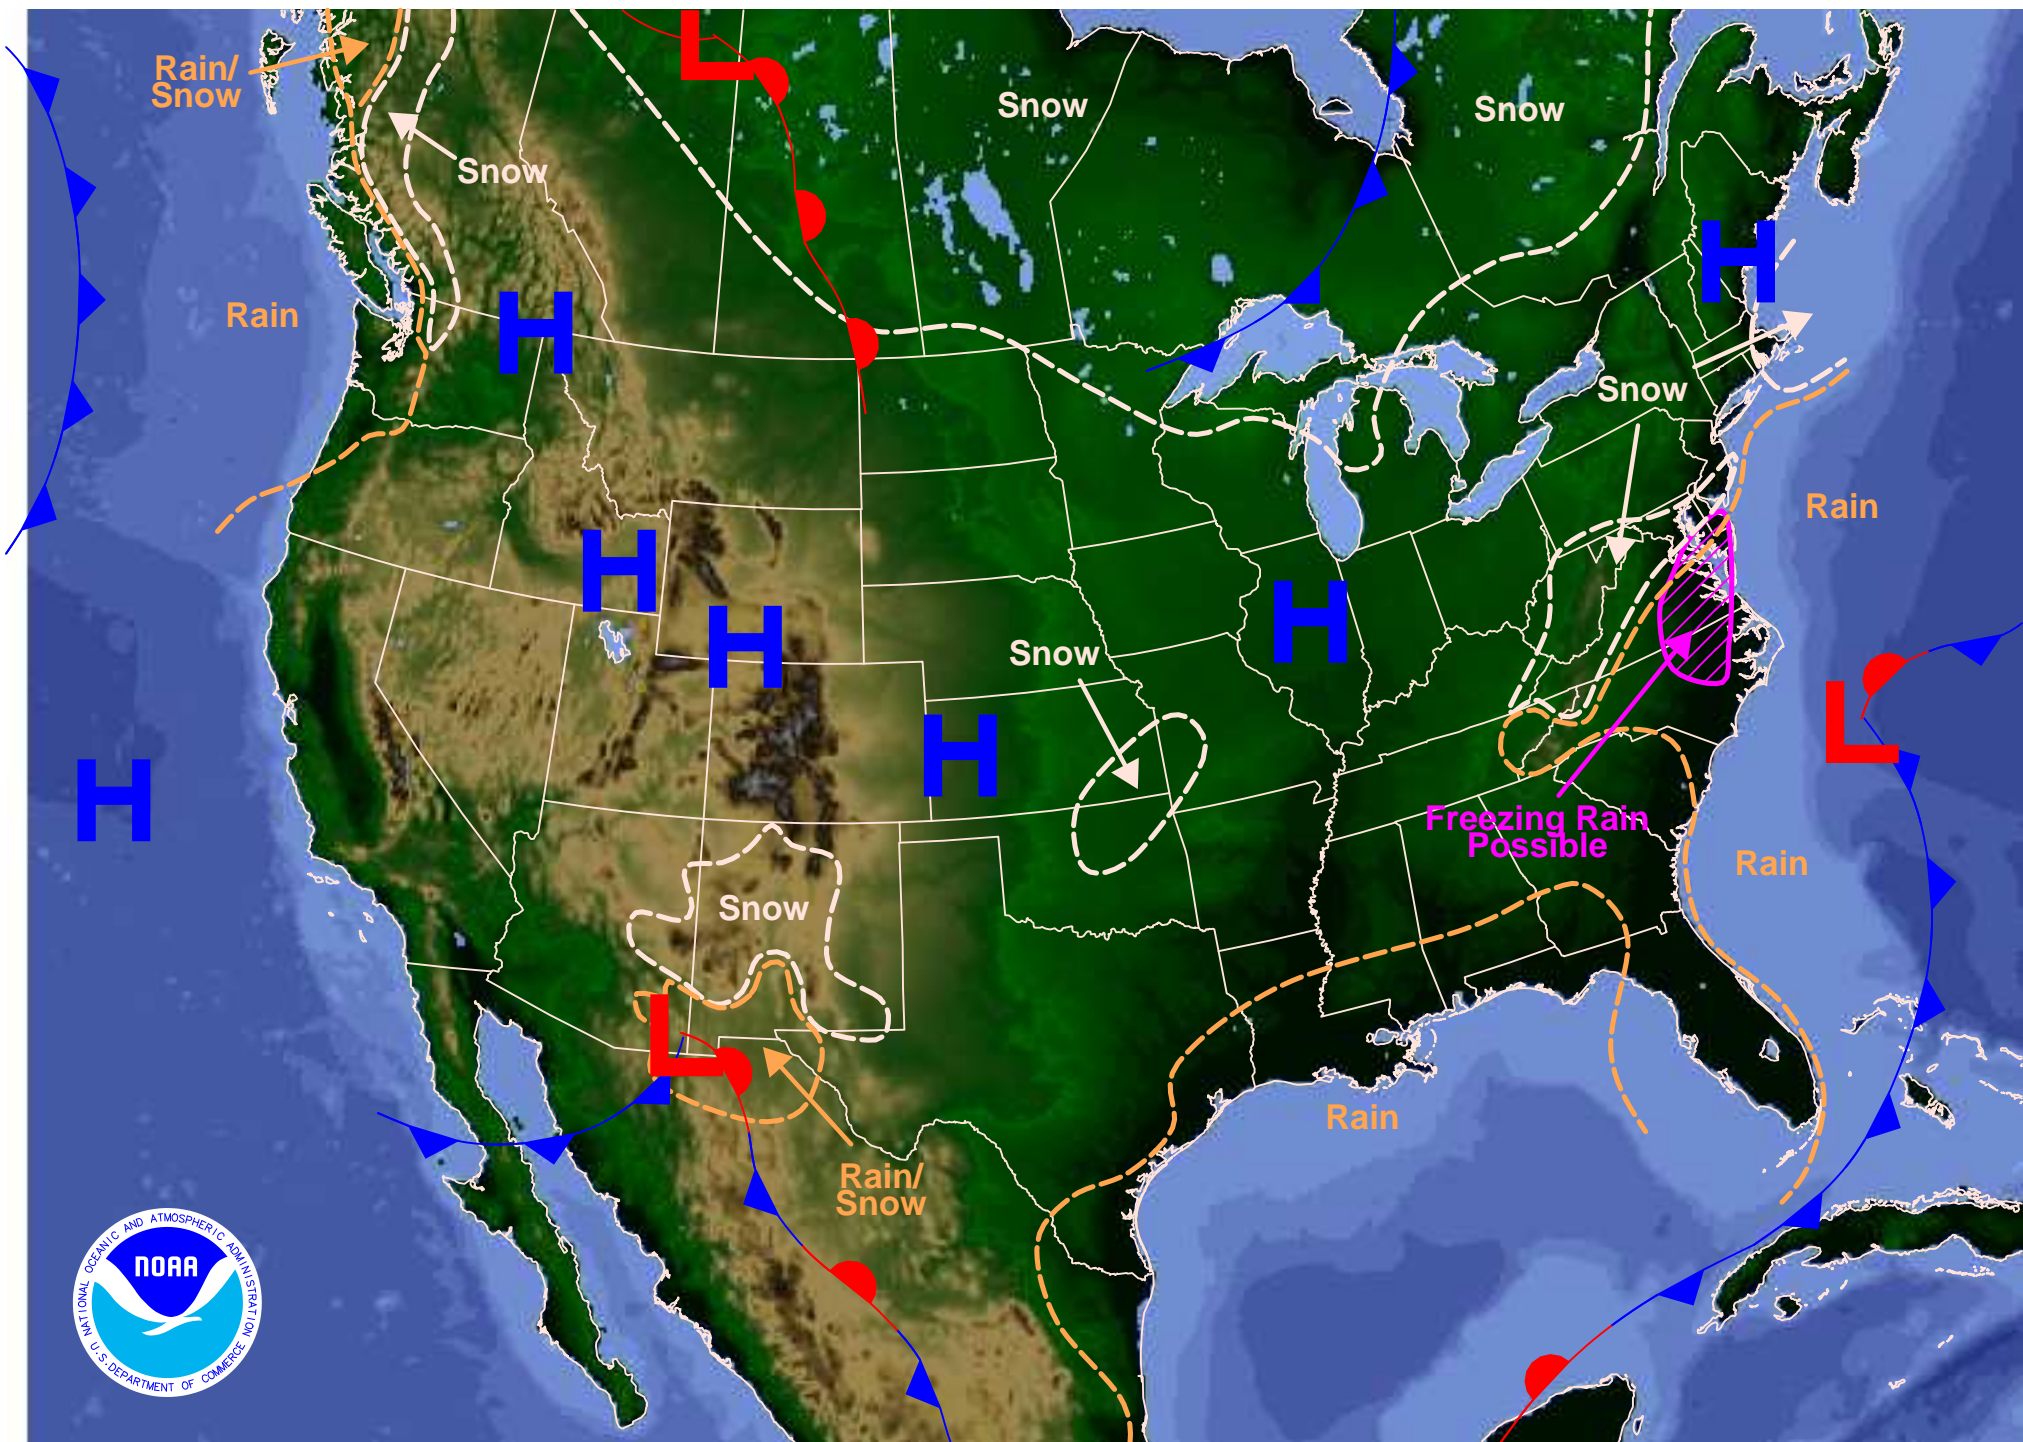 L
Rain/
Snow
Snow
Snow
Snow
H
Rain
H
Snow
Rain
H
H
H
H
Snow
L
H
H
Freezing Rain
Possible
Rain
Snow
L
Rain
Rain/
Snow
NATIONAL OCEANIC AND ATMOSPHERIC ADMINISTRATION
NOAA
U.S. DEPARTMENT OF COMMERCE